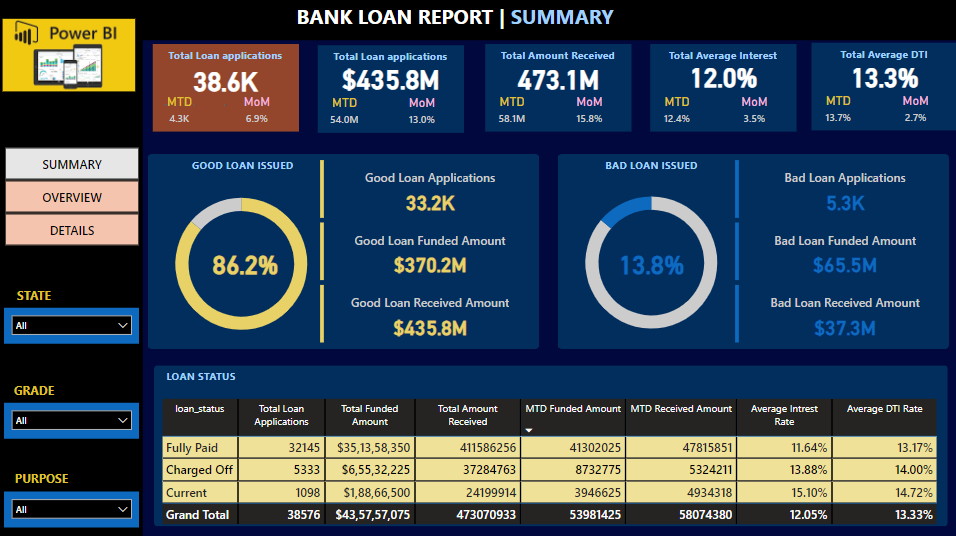 BANK LOAN REPORT | SUMMARY
Power BI
SUMMARY
OVERVIEW
DETAILS
STATE
All
GRADE
All
PURPOSE
All
Total Loan applications
38.6K
MTD MoM
4.3K 6.9%
Total Loan applications
$435.8M
MTD MoM
54.0M 13.0%
Total Amount Received
473.1M
MTD MoM
58.1M 15.8%
Total Average Interest
12.0%
MTD MoM
12.4% 3.5%
Total Average DTI
13.3%
MTD MoM
13.7% 2.7%
GOOD LOAN ISSUED
86.2%
Good Loan Applications
33.2K
Good Loan Funded Amount
$370.2M
Good Loan Received Amount
$435.8M
BAD LOAN ISSUED
13.8%
Bad Loan Applications
5.3K
Bad Loan Funded Amount
$65.5M
Bad Loan Received Amount
$37.3M
LOAN STATUS
loan_status Total Loan Applications Total Funded Amount Total Amount Received MTD Funded Amount MTD Received Amount Average Intrest Rate Average DTI Rate
Fully Paid 32145 $35,13,58,350 411586256 41302025 47815851 11.64% 13.17%
Charged Off 5333 $6,55,32,225 37284763 8732775 5324211 13.88% 14.00%
Current 1098 $1,88,66,500 24199914 3946625 4934318 15.10% 14.72%
Grand Total 38576 $43,57,57,075 473070933 53981425 58074380 12.05% 13.33%